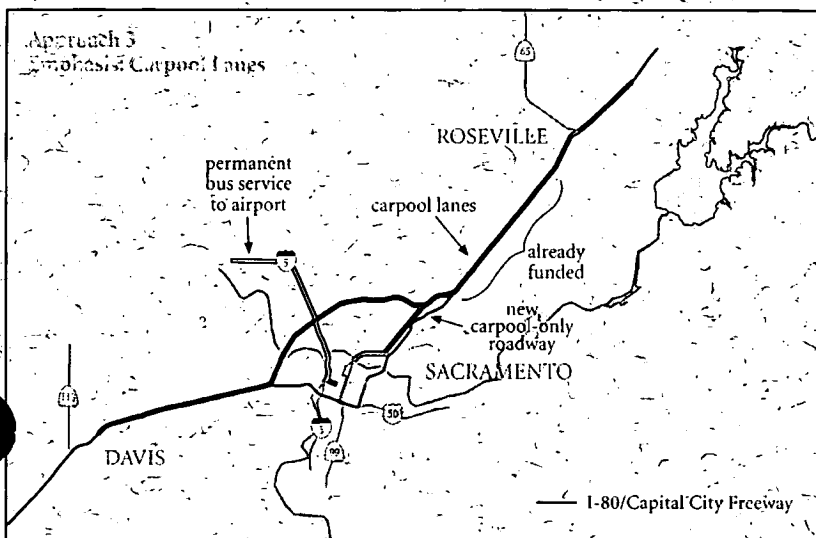 Approach 3
Emphasis: Carpool Lanes
65
ROSEVILLE
permanent
bus service
to airport
carpool lanes
5
already
funded
new
carpool-only
roadway
SACRAMENTO
113
50
5
99
DAVIS
I-80/Capital City Freeway